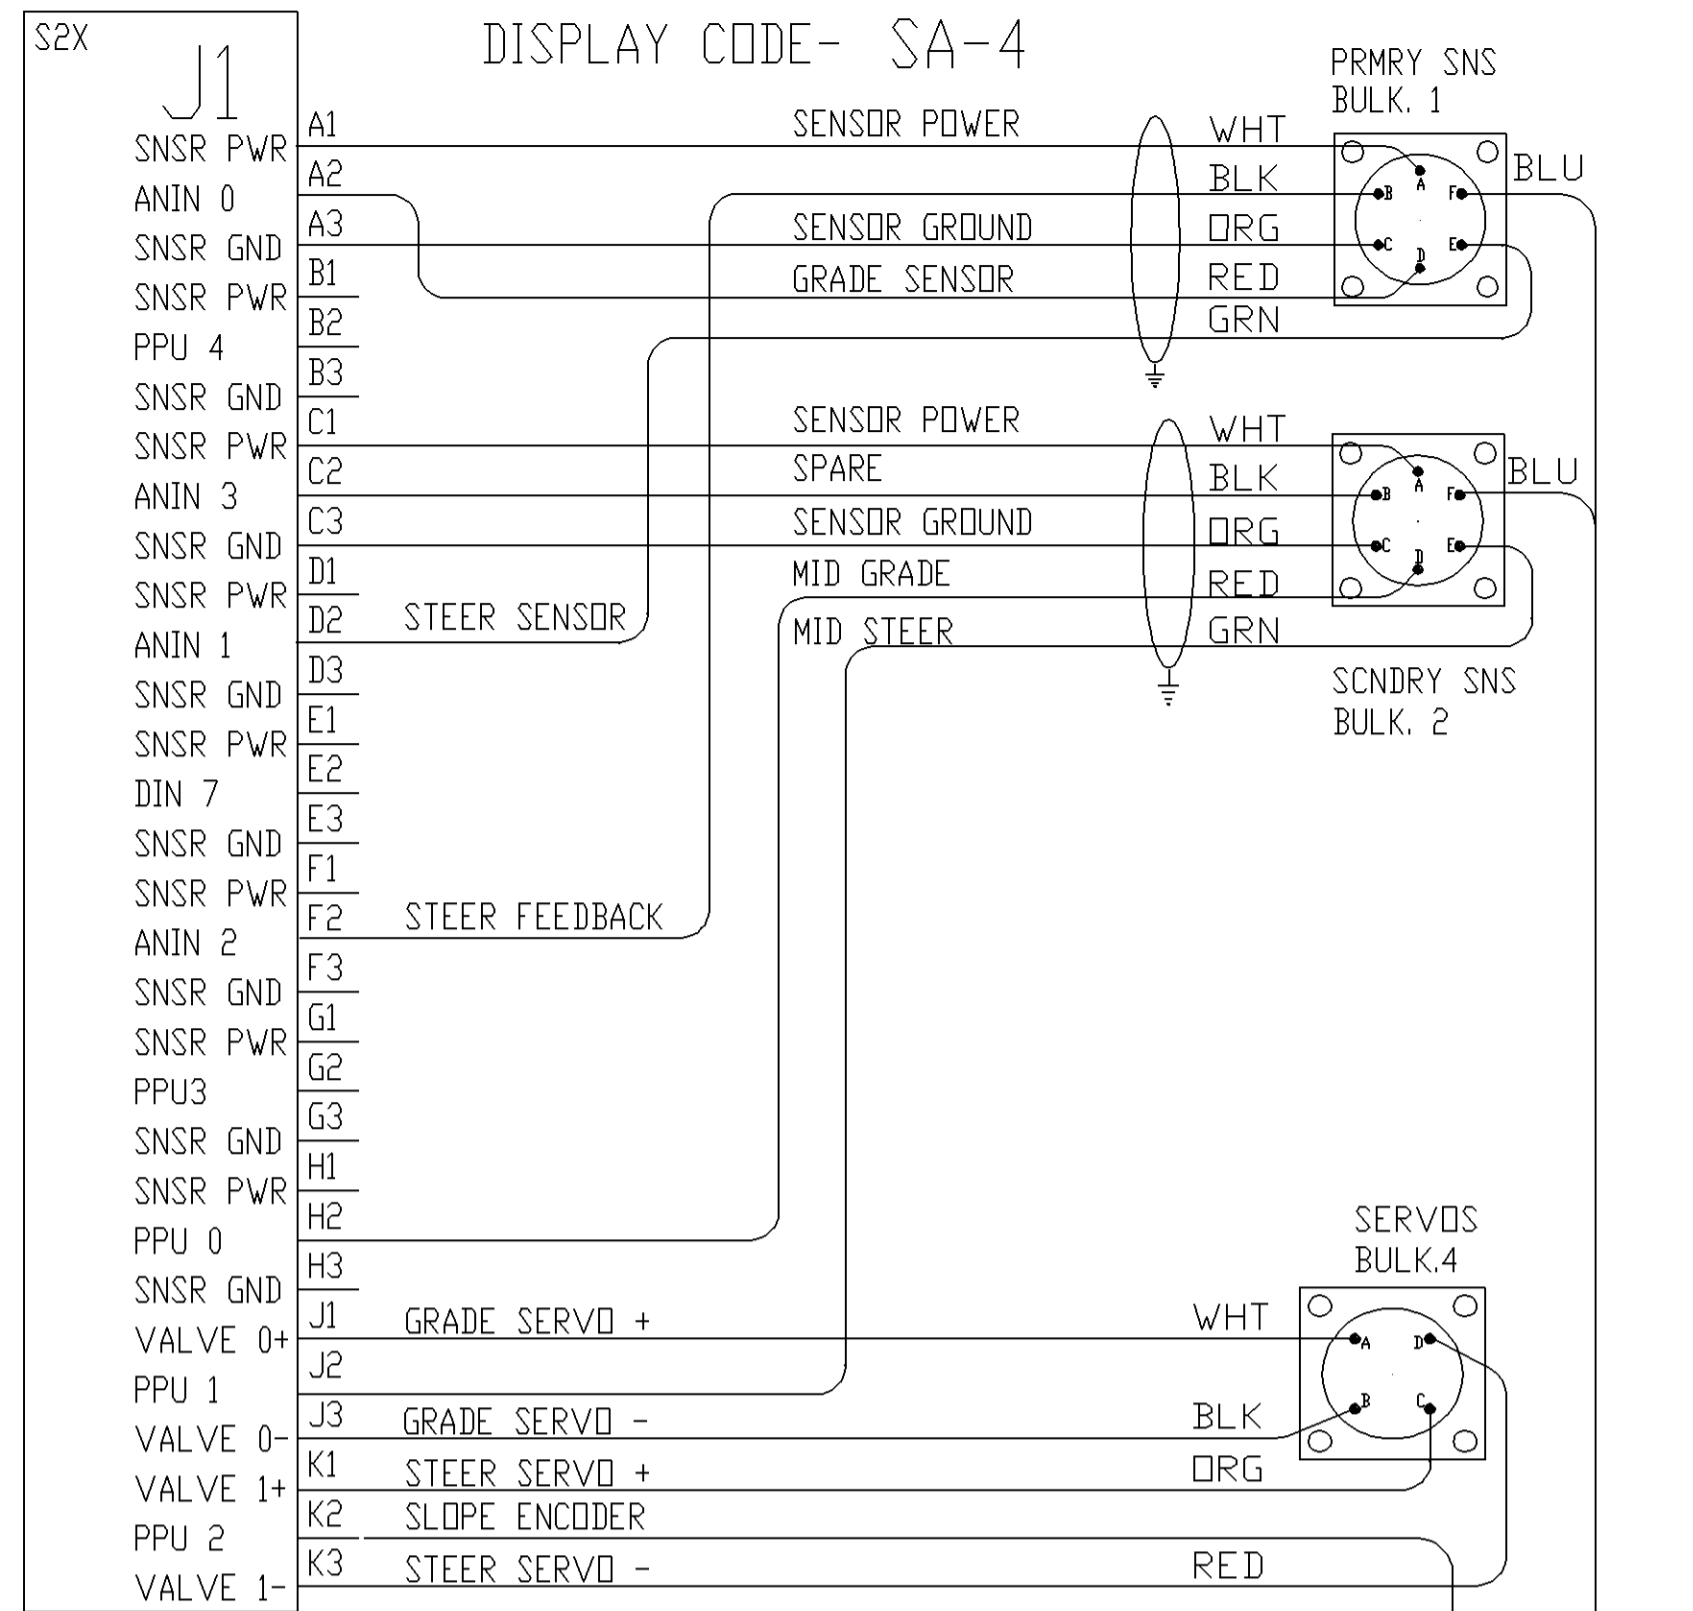 S2X
J1
DISPLAY CODE- SA-4
PRMRY SNS
BULK. 1
SNSR PWR A1 SENSOR POWER WHT
ANIN 0 A2 BLK BLU
SNSR GND A3 SENSOR GROUND ORG
SNSR PWR B1 GRADE SENSOR RED
PPU 4 B2 GRN
SNSR GND B3
A
B
C
D
E
F
SNSR PWR C1 SENSOR POWER WHT
ANIN 3 C2 SPARE BLK BLU
SNSR GND C3 SENSOR GROUND ORG
SNSR PWR D1 MID GRADE RED
ANIN 1 D2 STEER SENSOR MID STEER GRN
A
B
C
D
E
F
SCNDRY SNS
BULK. 2
SNSR GND D3
SNSR PWR E1
DIN 7 E2
SNSR GND E3
SNSR PWR F1
ANIN 2 F2 STEER FEEDBACK
SNSR GND F3
SNSR PWR G1
PPU3 G2
SNSR GND G3
SNSR PWR H1
PPU 0 H2
SNSR GND H3
SERVOS
BULK.4
VALVE 0+ J1 GRADE SERVO + WHT
PPU 1 J2
VALVE 0- J3 GRADE SERVO - BLK
VALVE 1+ K1 STEER SERVO + ORG
PPU 2 K2 SLOPE ENCODER
VALVE 1- K3 STEER SERVO - RED
A
D
B
C